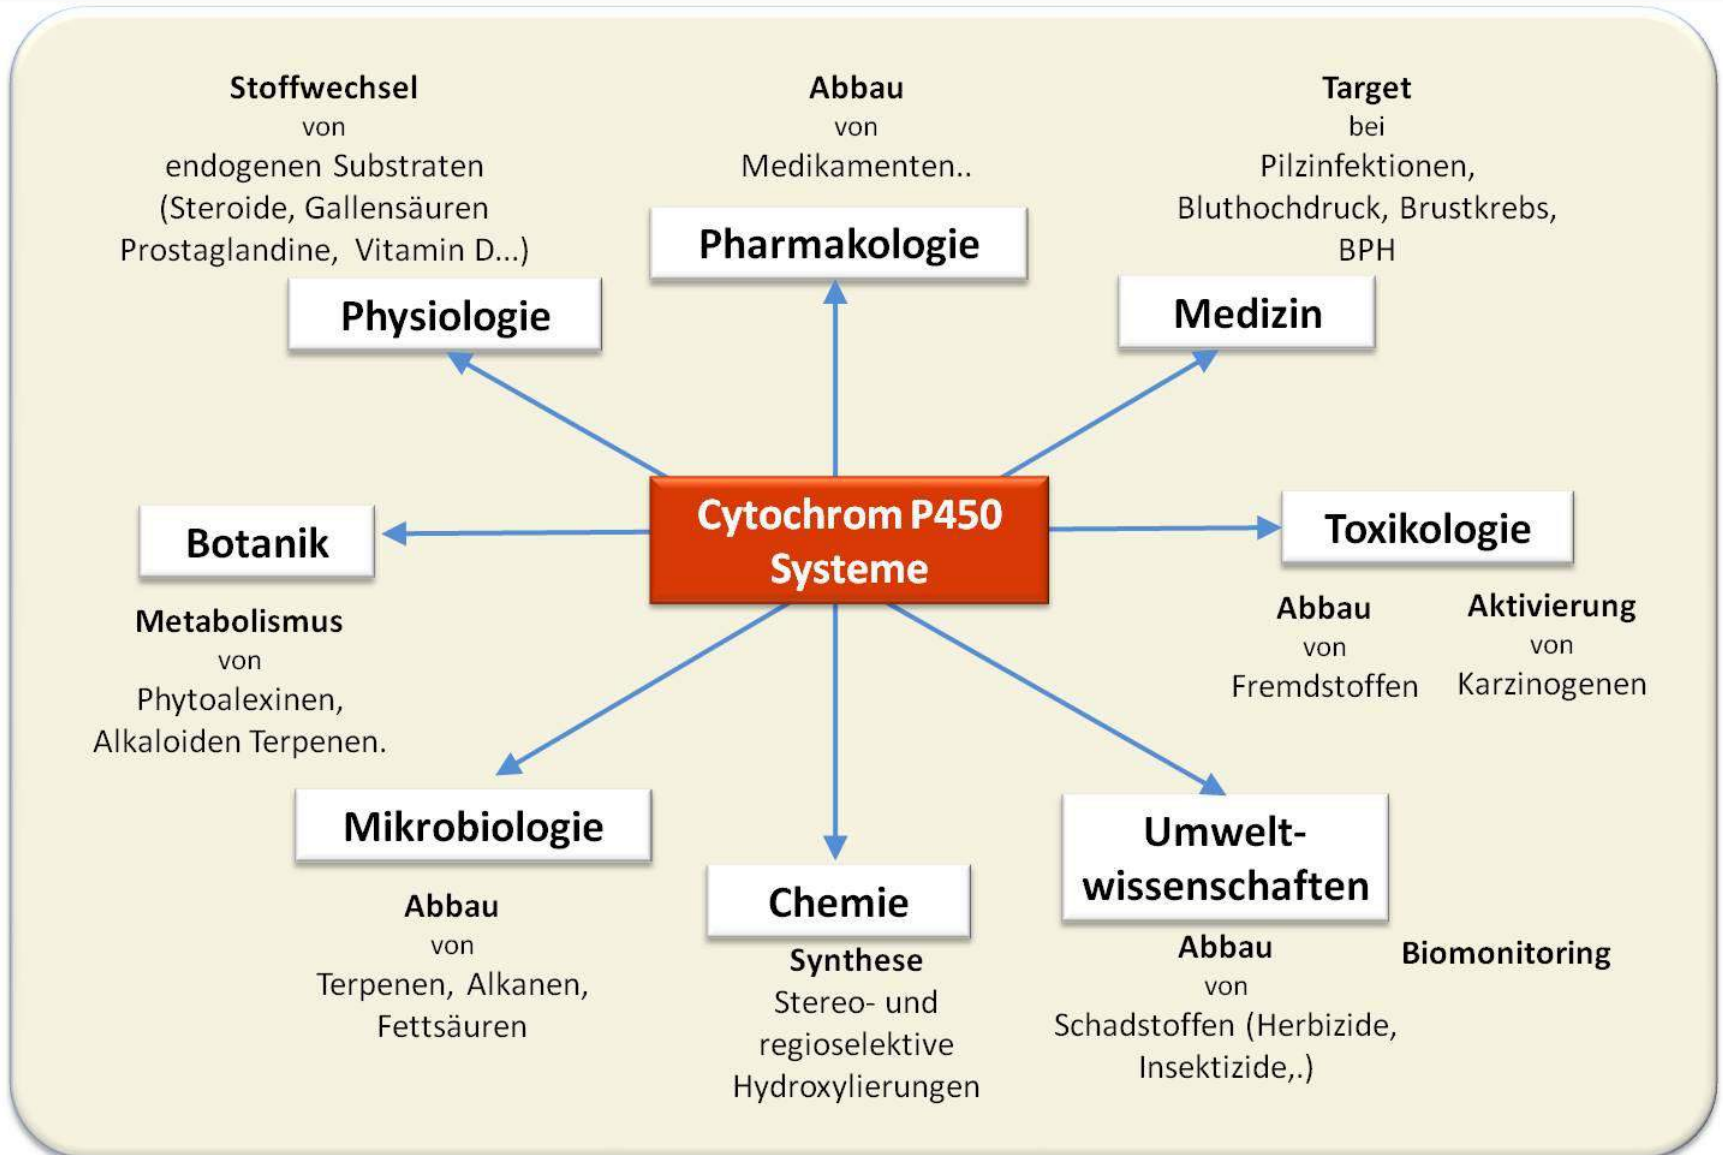 Stoffwechsel
von
endogenen Substraten
(Steroide, Gallensäuren
Prostaglandine, Vitamin D...)
Physiologie
Abbau
von
Medikamenten..
Pharmakologie
Target
bei
Pilzinfektionen,
Bluthochdruck, Brustkrebs,
BPH
Medizin
Cytochrom P450
Systeme
Botanik
Metabolismus
von
Phytoalexinen,
Alkaloiden Terpenen.
Toxikologie
Abbau
von
Fremdstoffen
Aktivierung
von
Karzinogenen
Mikrobiologie
Abbau
von
Terpenen, Alkanen,
Fettsäuren
Chemie
Synthese
Stereo- und
regioselektive
Hydroxylierungen
Umwelt-
wissenschaften
Abbau
von
Schadstoffen (Herbizide,
Insektizide,.)
Biomonitoring